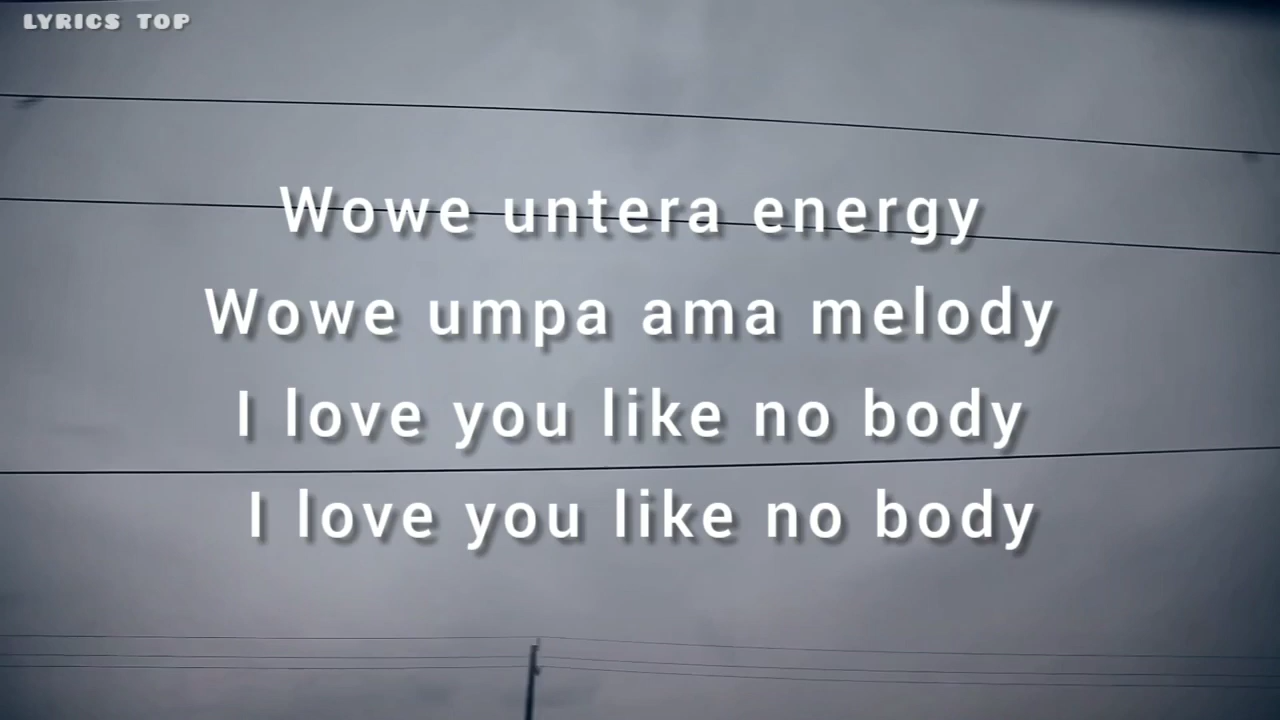 LYRICS TOP
Wowe untera energy
Wowe umpa ama melody
I love you like no body
I love you like no body